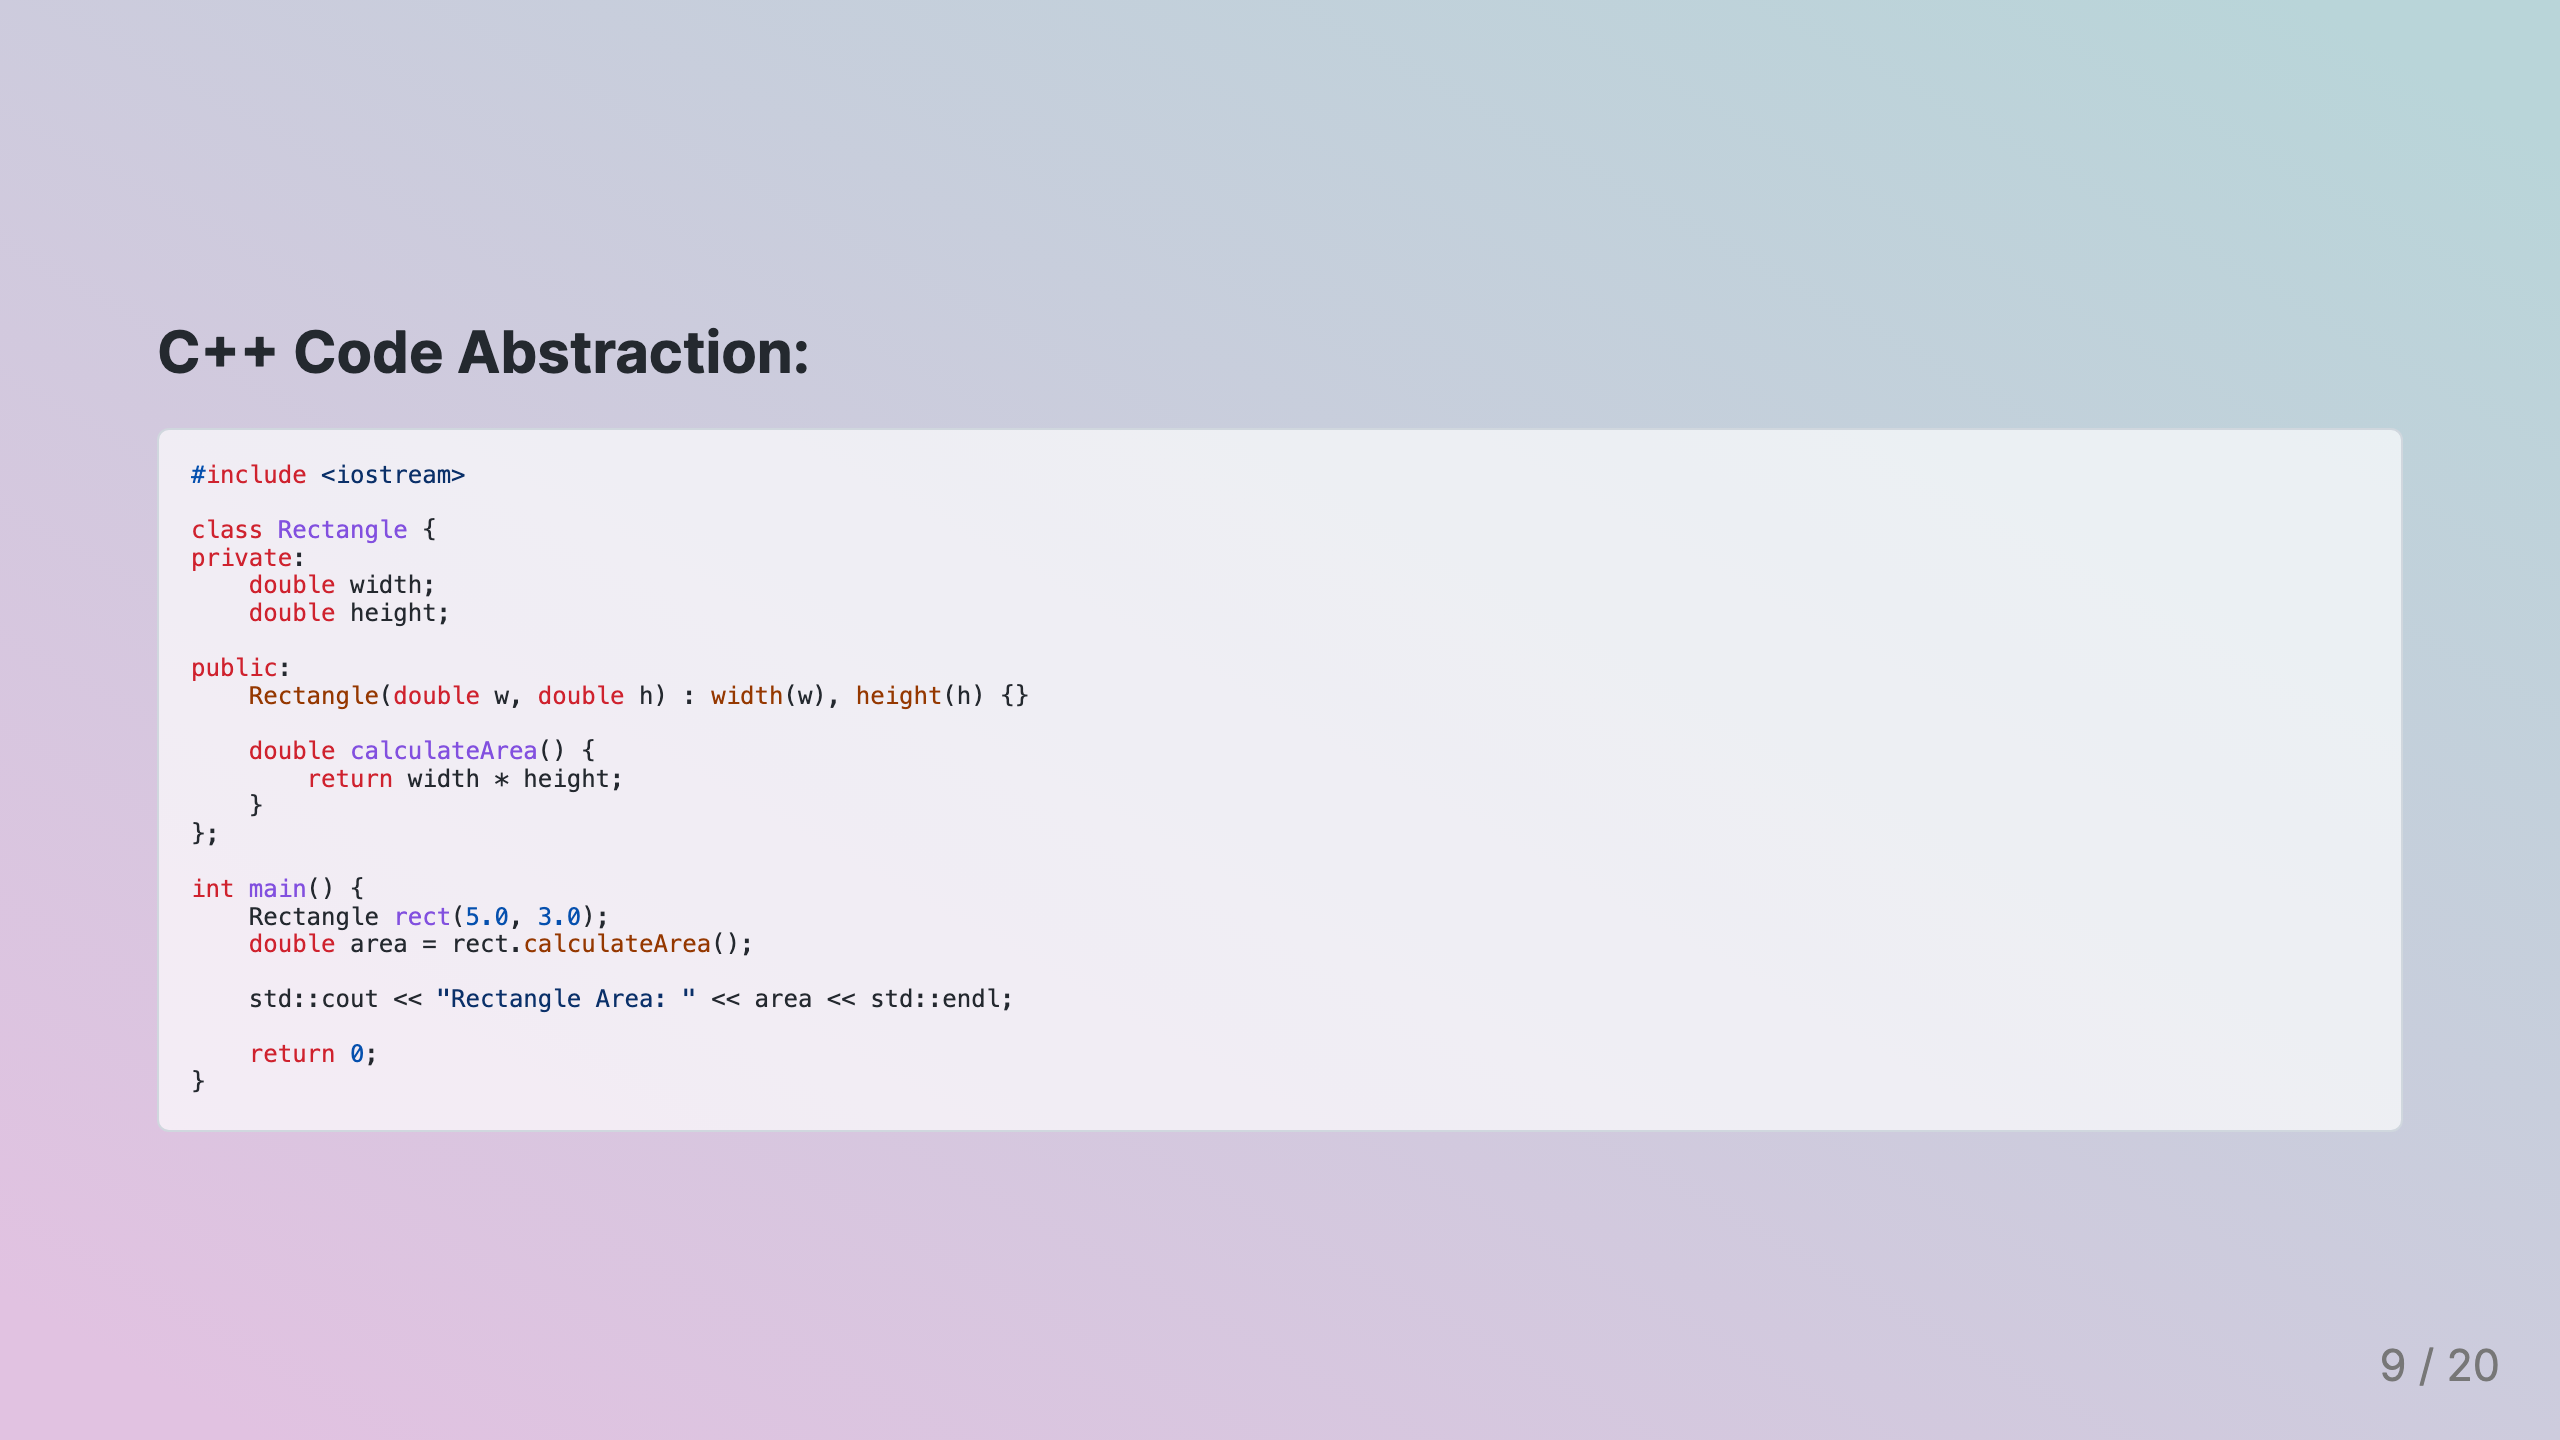 C++ Code Abstraction:
#include <iostream>
class Rectangle {
private:
    double width;
    double height;
public:
    Rectangle(double w, double h) : width(w), height(h) {}
    double calculateArea() {
        return width * height;
    }
};
int main() {
    Rectangle rect(5.0, 3.0);
    double area = rect.calculateArea();
    std::cout << "Rectangle Area: " << area << std::endl;
    return 0;
}
9 / 20